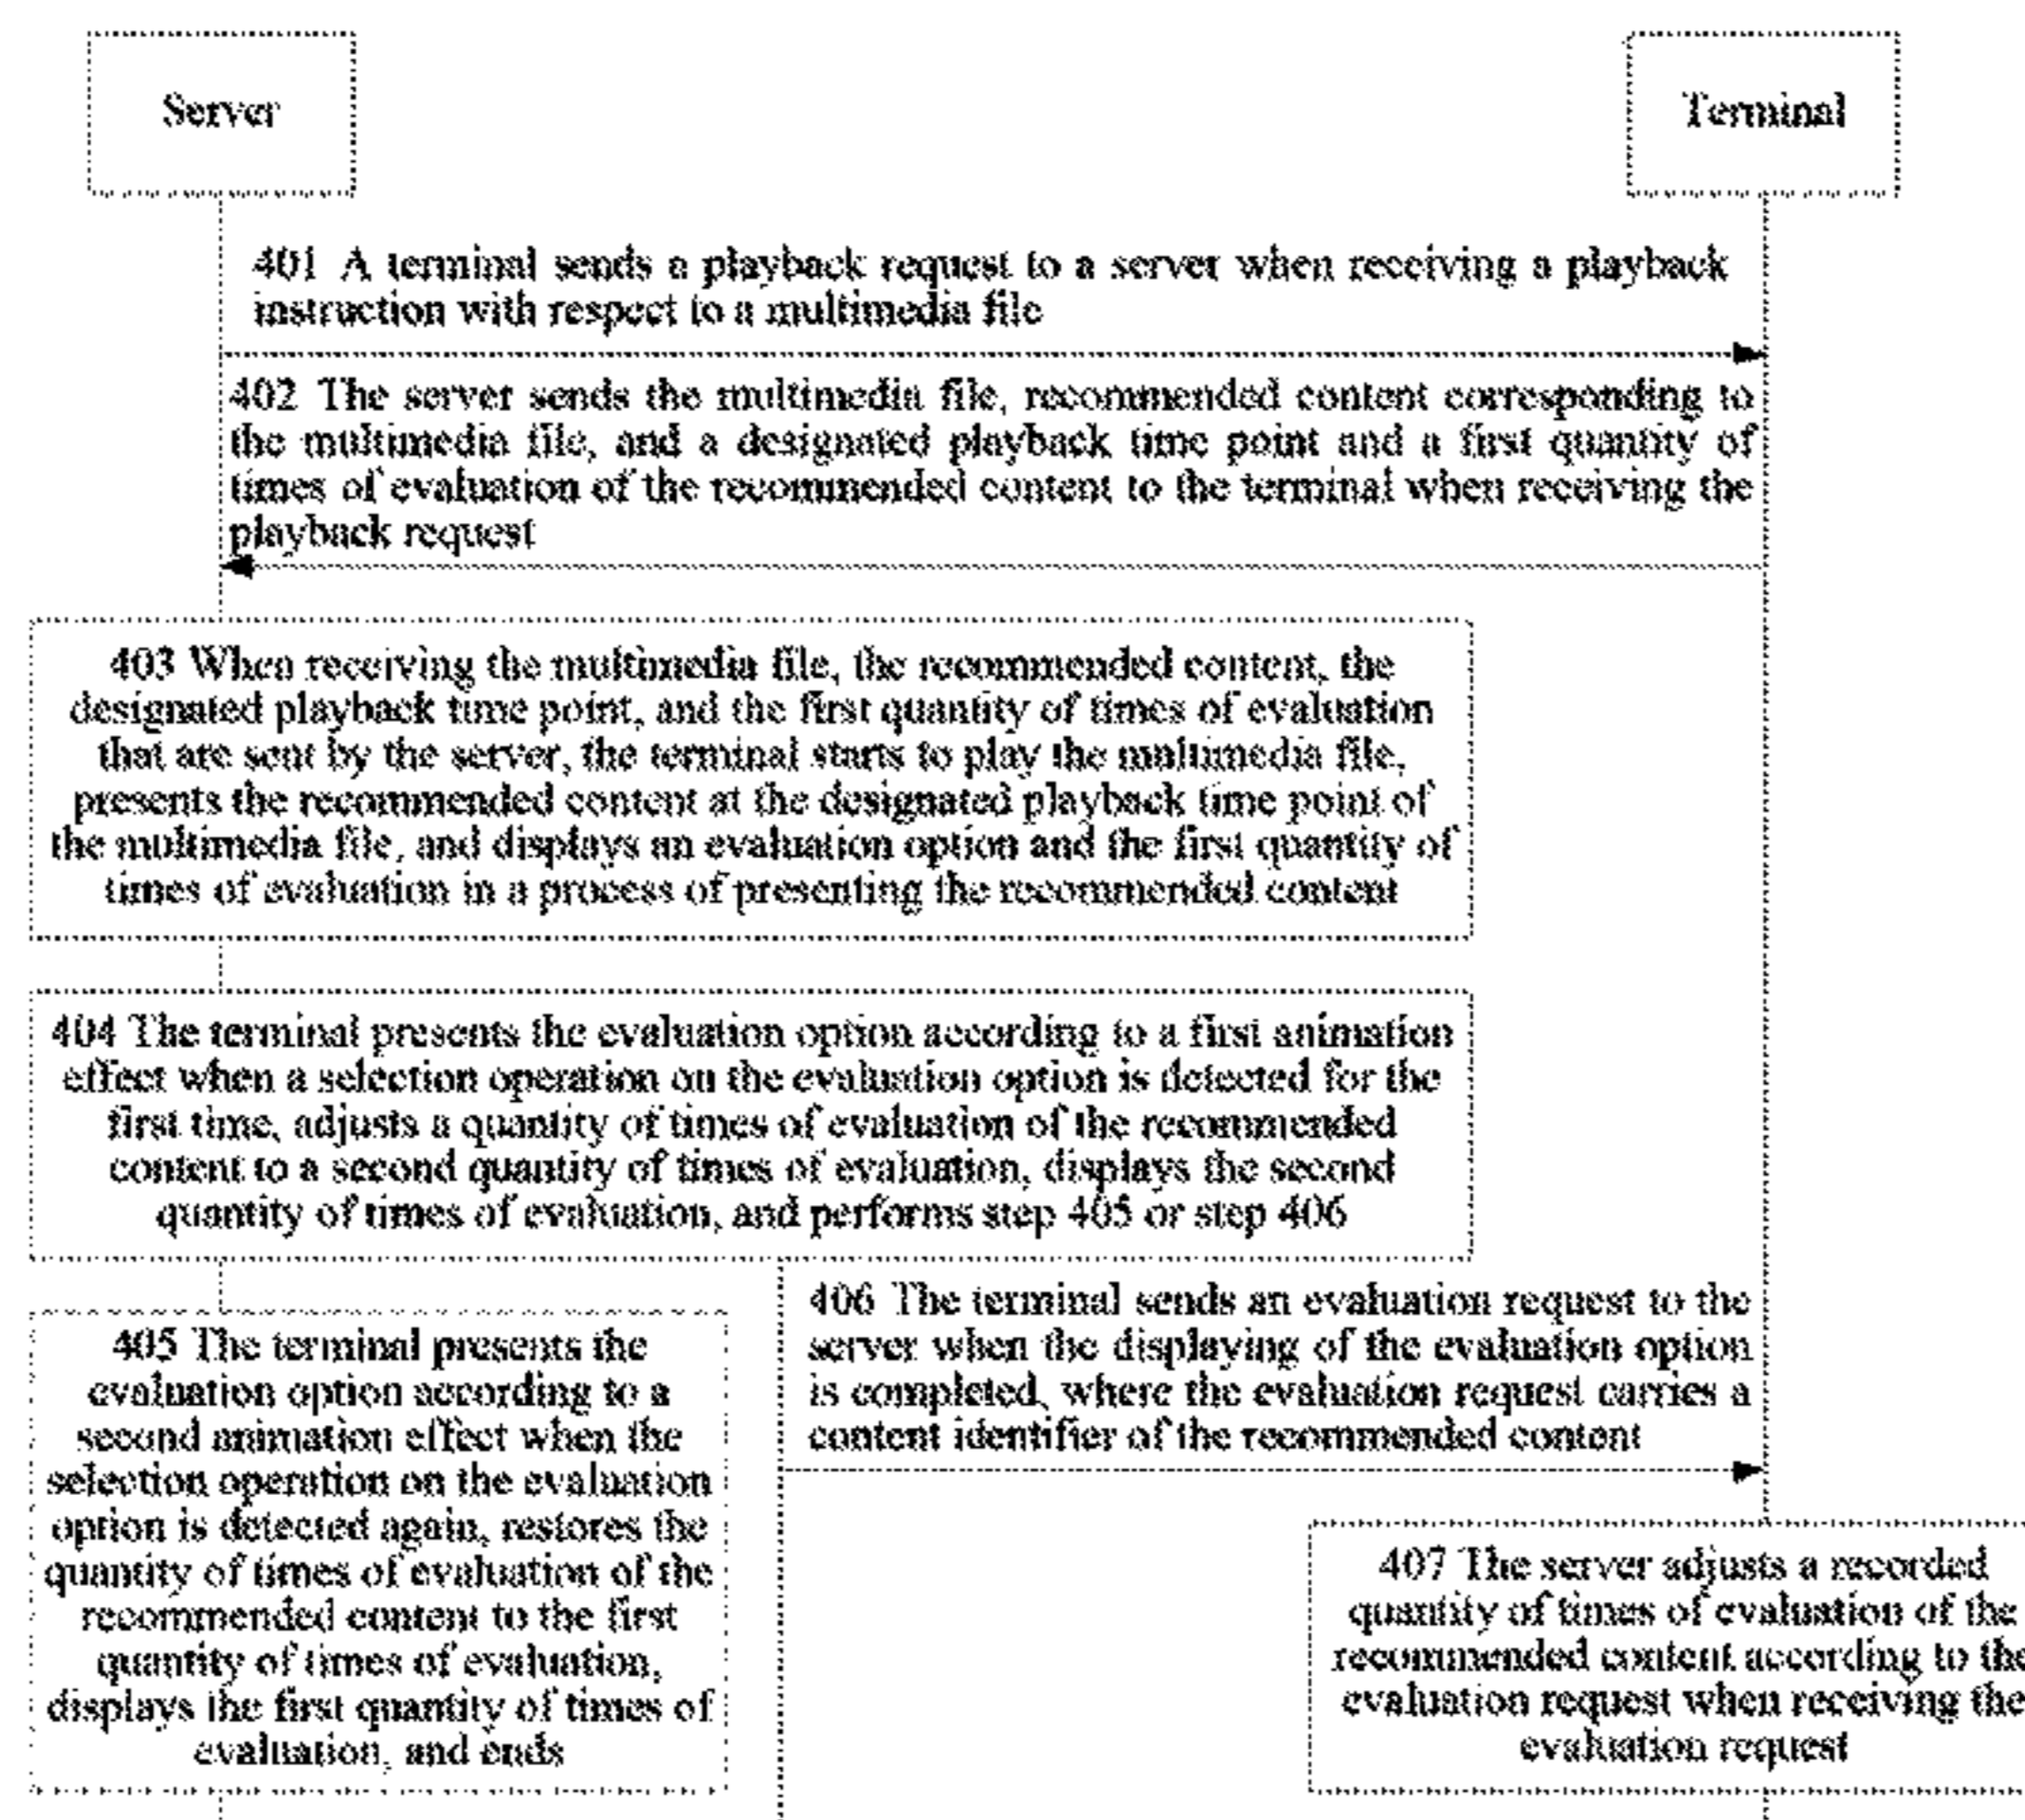 Server
Terminal
401 A terminal sends a playback request to a server when receiving a playback
instruction with respect to a multimedia file
402 The server sends the multimedia file, recommended content corresponding to
the multimedia file, and a designated playback time point and a first quantity of
times of evaluation of the recommended content to the terminal when receiving the
playback request
403 When receiving the multimedia file, the recommended content, the
designated playback time point, and the first quantity of times of evaluation
that are sent by the server, the terminal starts to play the multimedia file,
presents the recommended content at the designated playback time point of
the multimedia file, and displays an evaluation option and the first quantity of
times of evaluation in a process of presenting the recommended content
404 The terminal presents the evaluation option according to a first animation
effect when a selection operation on the evaluation option is detected for the
first time, adjusts a quantity of times of evaluation of the recommended
content to a second quantity of times of evaluation, displays the second
quantity of times of evaluation, and performs step 405 or step 406
405 The terminal presents the
evaluation option according to a
second animation effect when the
selection operation on the evaluation
option is detected again, restores the
quantity of times of evaluation of the
recommended content to the first
quantity of times of evaluation,
displays the first quantity of times of
evaluation, and ends
406 The terminal sends an evaluation request to the
server when the displaying of the evaluation option
is completed, where the evaluation request carries a
content identifier of the recommended content
407 The server adjusts a recorded
quantity of times of evaluation of the
recommended content according to the
evaluation request when receiving the
evaluation request